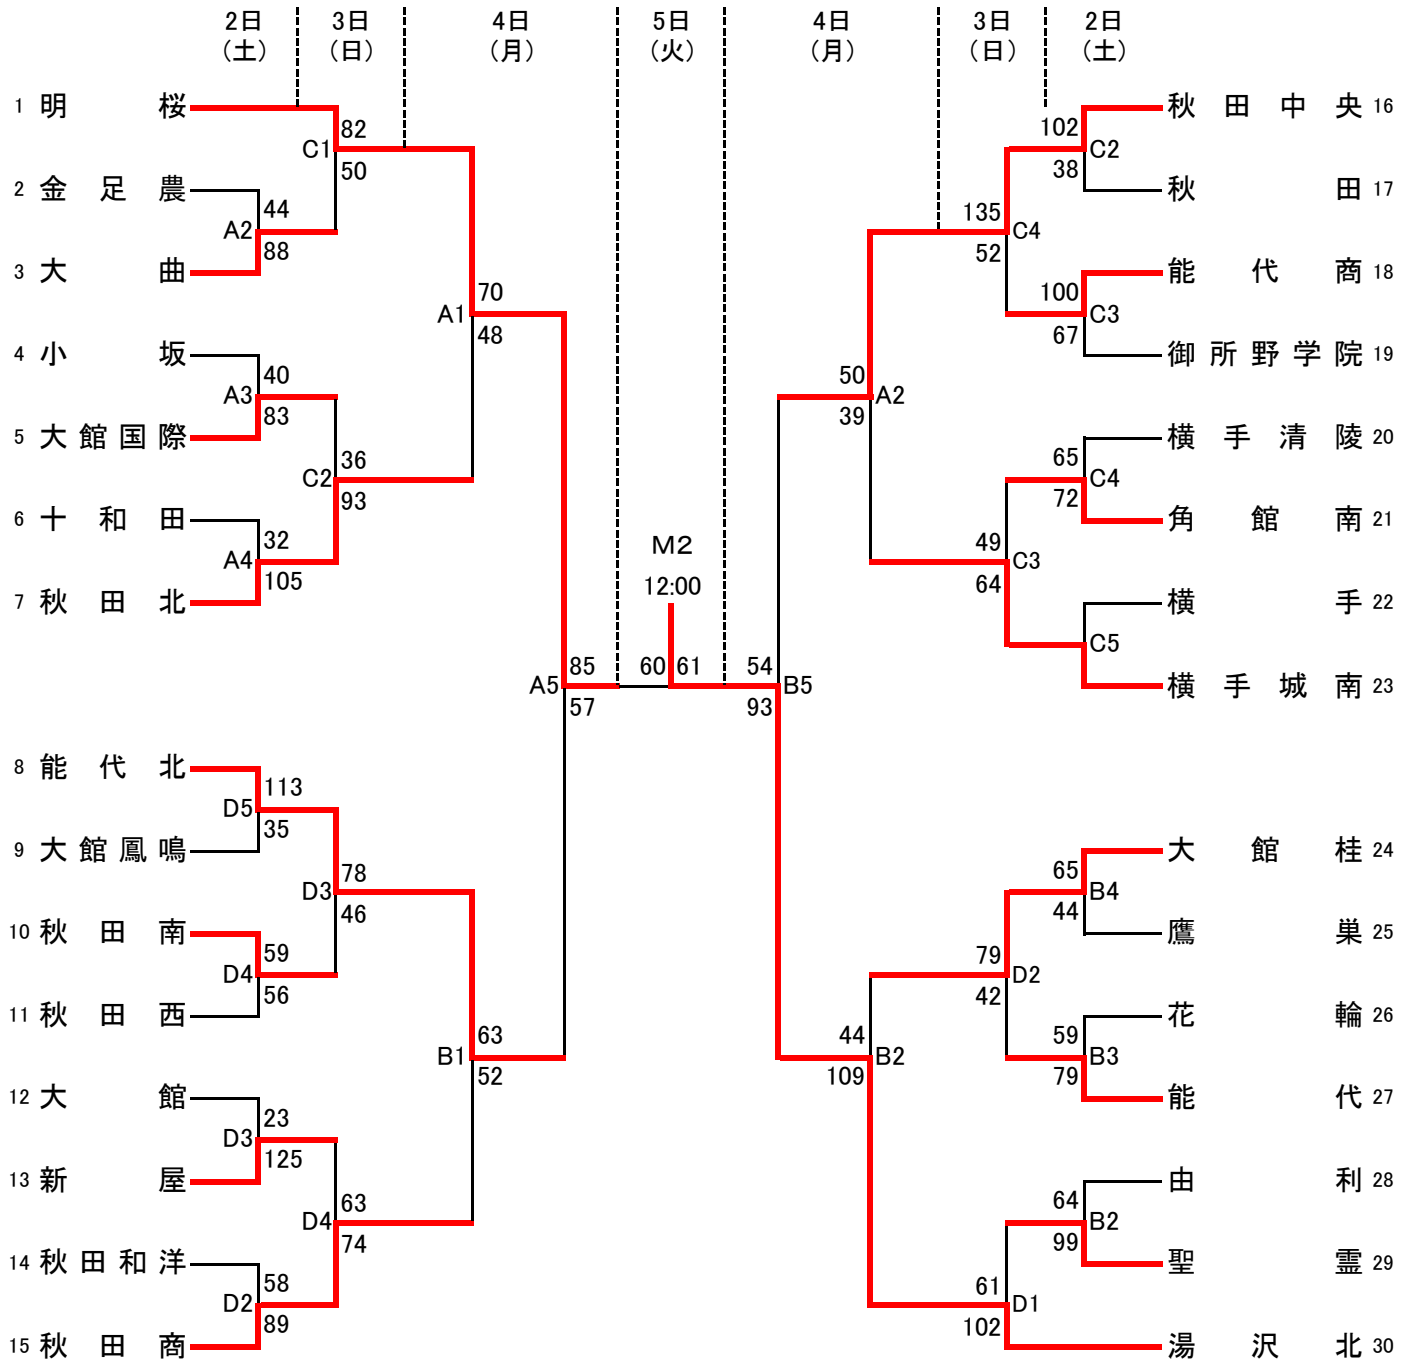 2日 3日 4日 5日 4日 3日 2日
（土） （日） （月） （火） （月） （日） （土）
1 明桜
82
C1
50
2 金足農
44
A2
88
3 大曲
70
A1
48
4 小坂
40
A3
83
5 大館国際
36
C2
93
6 十和田
32
A4
105
7 秋田北
85
A5
57
8 能代北
113
D5
35
9 大館鳳鳴
78
D3
46
10 秋田南
59
D4
56
11 秋田西
63
B1
52
12 大館
23
D3
125
13 新屋
63
D4
74
14 秋田和洋
58
D2
89
15 秋田商
M2
12:00
60 61
秋田中央 16
102
C2
38
秋田 17
135
C4
52
能代商 18
100
C3
67
御所野学院 19
50
A2
39
横手清陵 20
65
C4
72
角館南 21
49
C3
64
横手 22
C5
横手城南 23
54
B5
93
大館桂 24
65
B4
44
鷹巣 25
79
D2
42
花輪 26
59
B3
79
能代 27
44
B2
109
由利 28
64
B2
99
聖霊 29
61
D1
102
湯沢北 30